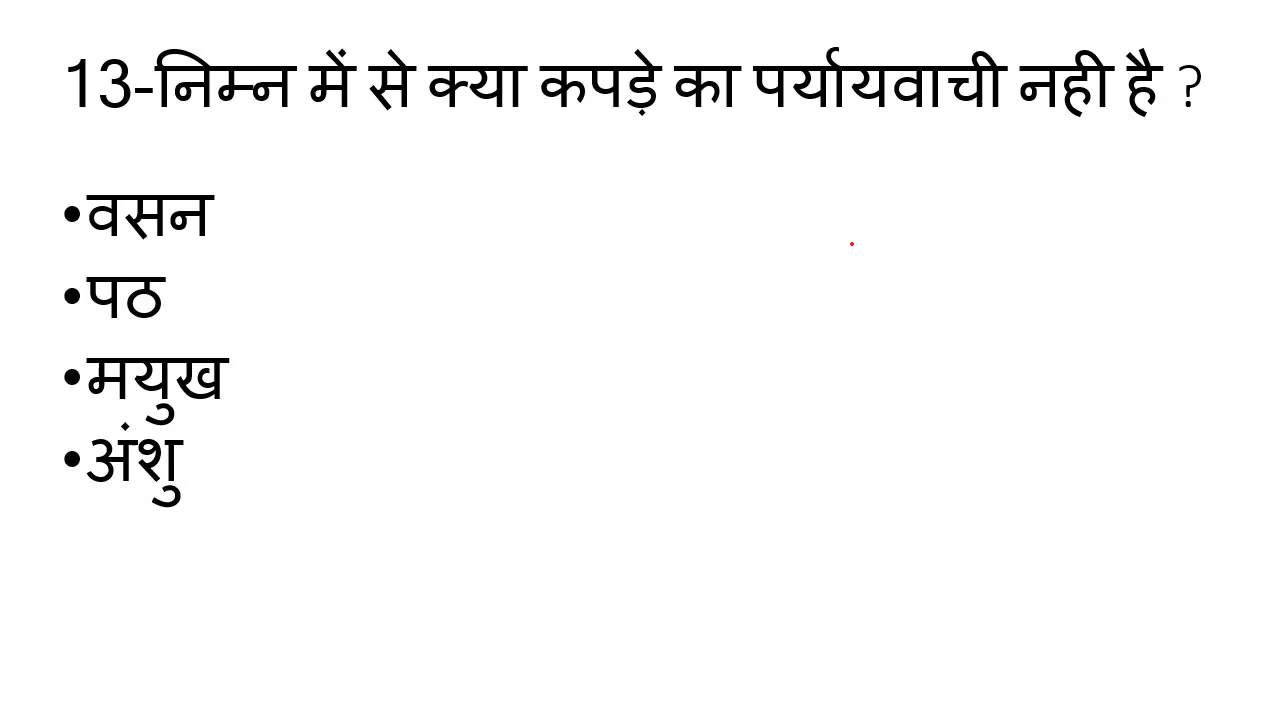 13-निम्न में से क्या कपड़े का पर्यायवाची नही है ?
•वसन
•पठ
•मयुख
•अंशु